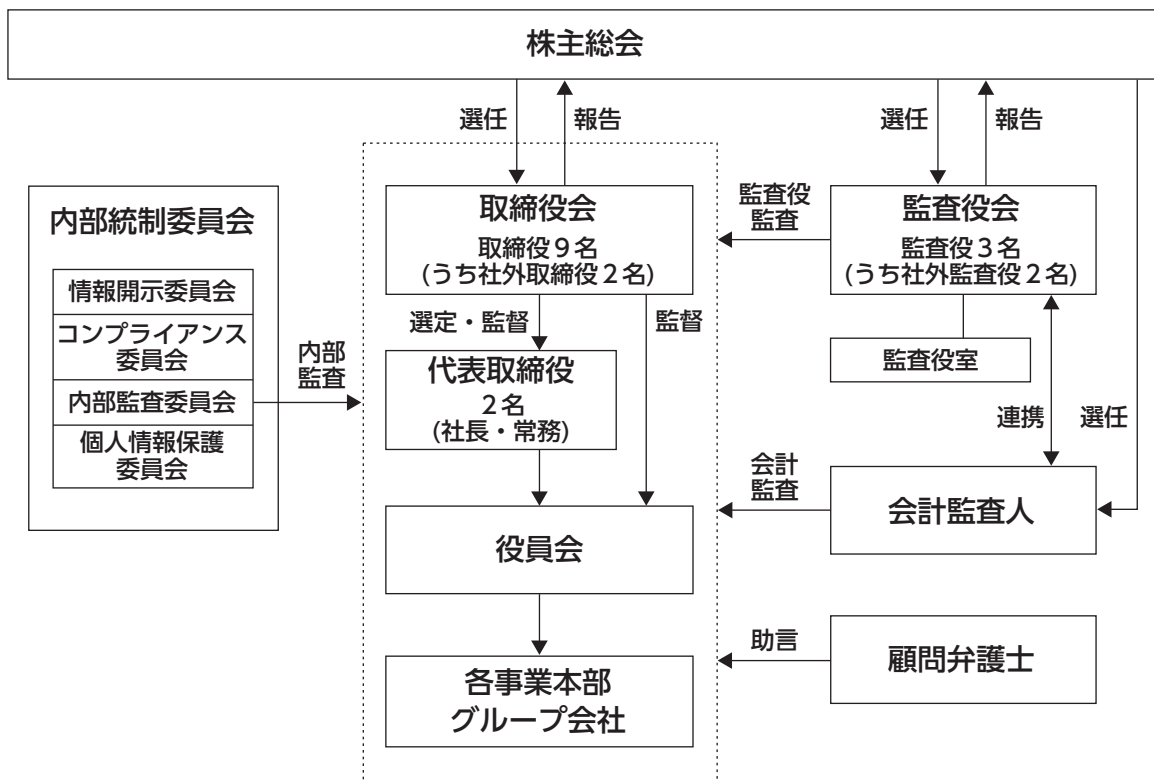 株主総会
選任
報告
選任
報告
内部統制委員会
情報開示委員会
コンプライアンス
委員会
内部監査委員会
個人情報保護
委員会
内部
監査
取締役会
取締役9名
(うち社外取締役2名)
選定・監督
監督
代表取締役
2名
(社長・常務)
役員会
各事業本部
グループ会社
監査役
監査
監査役会
監査役3名
(うち社外監査役2名)
監査役室
連携
選任
会計
監査
会計監査人
助言
顧問弁護士